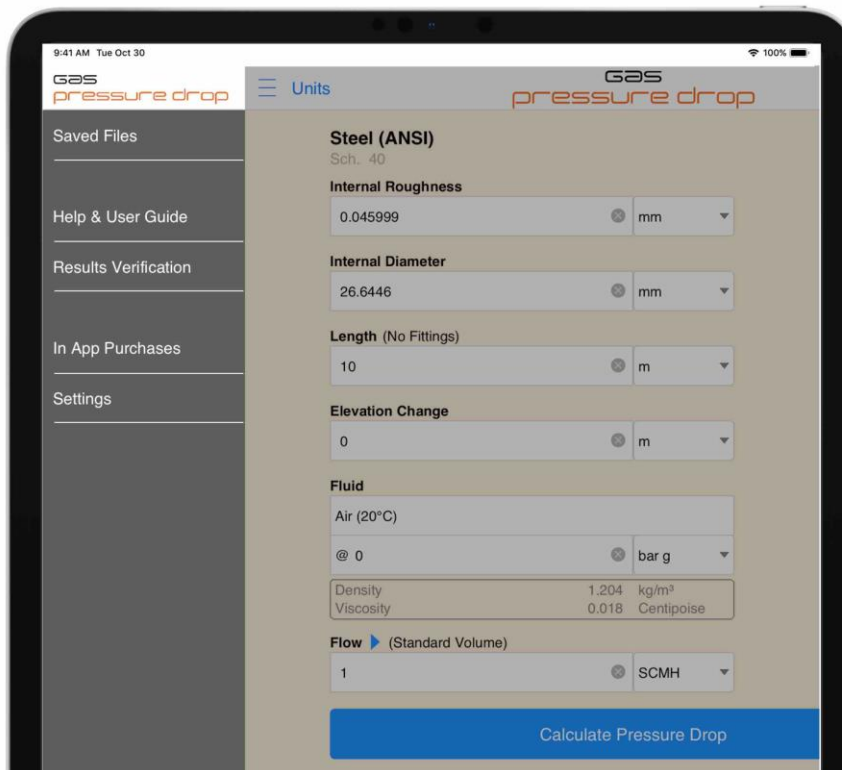 9:41 AM Tue Oct 30
100%
Gas
pressure drop
Saved Files
Help & User Guide
Results Verification
In App Purchases
Settings
Units
Gas
pressure drop
Steel (ANSI)
Sch. 40
Internal Roughness
0.045999 mm
Internal Diameter
26.6446 mm
Length (No Fittings)
10 m
Elevation Change
0 m
Fluid
Air (20°C)
@ 0 bar g
Density 1.204 kg/m³
Viscosity 0.018 Centipoise
Flow (Standard Volume)
1 SCMH
Calculate Pressure Drop